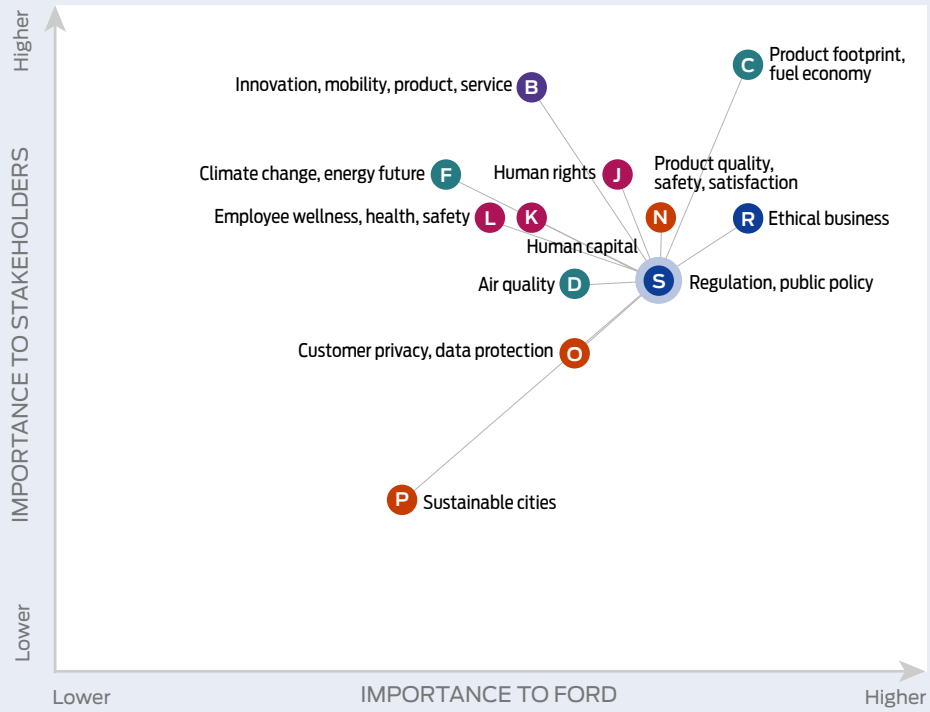 Higher
IMPORTANCE TO STAKEHOLDERS
Lower
C Product footprint,
fuel economy
Innovation, mobility, product, service B
Climate change, energy future F
Human rights J
Product quality,
safety, satisfaction
N
Employee wellness, health, safety L
K
Human capital
R Ethical business
Air quality D
S Regulation, public policy
Customer privacy, data protection O
P Sustainable cities
Lower
IMPORTANCE TO FORD
Higher